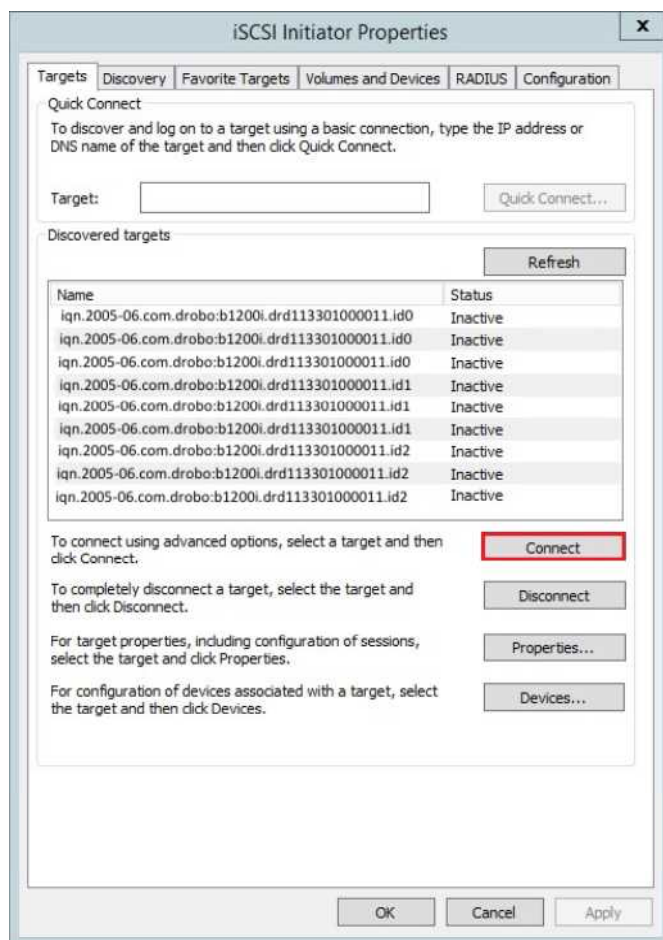 iSCSI Initiator Properties
x
Targets Discovery Favorite Targets Volumes and Devices RADIUS Configuration
Quick Connect
To discover and log on to a target using a basic connection, type the IP address or
DNS name of the target and then click Quick Connect.
Target: Quick Connect...
Discovered targets
Refresh
Name Status
iqn.2005-06.com.drobo:b1200i.drd113301000011.id0 Inactive
iqn.2005-06.com.drobo:b1200i.drd113301000011.id0 Inactive
iqn.2005-06.com.drobo:b1200i.drd113301000011.id0 Inactive
iqn.2005-06.com.drobo:b1200i.drd113301000011.id1 Inactive
iqn.2005-06.com.drobo:b1200i.drd113301000011.id1 Inactive
iqn.2005-06.com.drobo:b1200i.drd113301000011.id1 Inactive
iqn.2005-06.com.drobo:b1200i.drd113301000011.id2 Inactive
iqn.2005-06.com.drobo:b1200i.drd113301000011.id2 Inactive
iqn.2005-06.com.drobo:b1200i.drd113301000011.id2 Inactive
To connect using advanced options, select a target and then
click Connect.
Connect
To completely disconnect a target, select the target and
then click Disconnect.
Disconnect
For target properties, including configuration of sessions,
select the target and click Properties.
Properties...
For configuration of devices associated with a target, select
the target and then click Devices.
Devices...
OK Cancel Apply